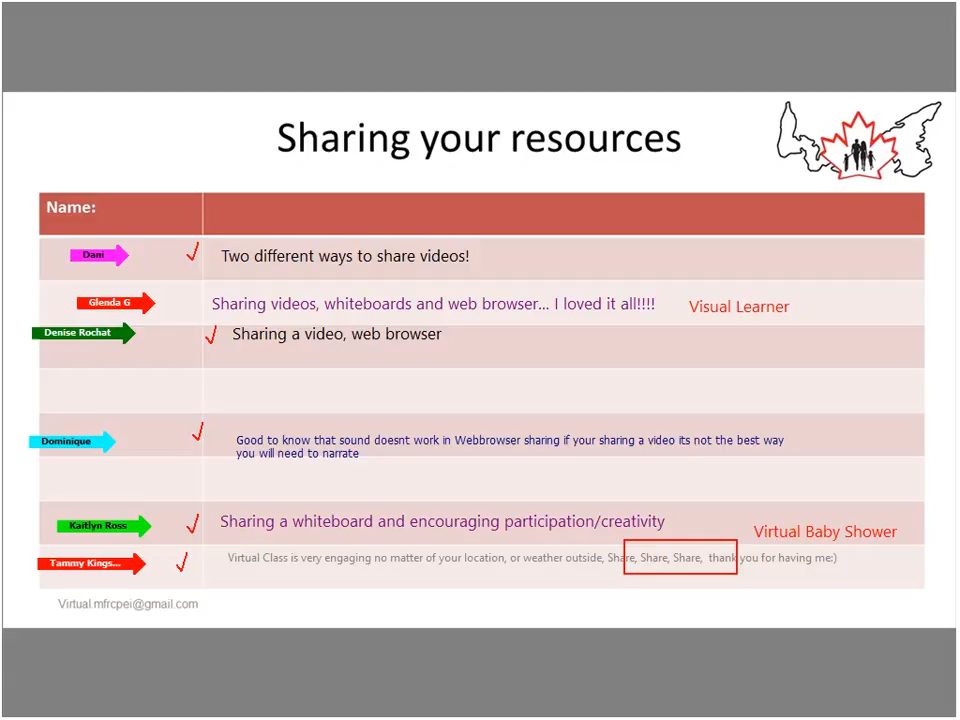 Sharing your resources
Name:
Dani Two different ways to share videos!
Glenda G Sharing videos, whiteboards and web browser... I loved it all!!!! Visual Learner
Denise Rochat Sharing a video, web browser
Dominique Good to know that sound doesnt work in Webbrowser sharing if your sharing a video its not the best way
you will need to narrate
Kaitlyn Ross Sharing a whiteboard and encouraging participation/creativity
Virtual Baby Shower
Tammy Kings... Virtual Class is very engaging no matter of your location, or weather outside, Share, Share, Share, thank you for having me:)
Virtual.mfrcpei@gmail.com